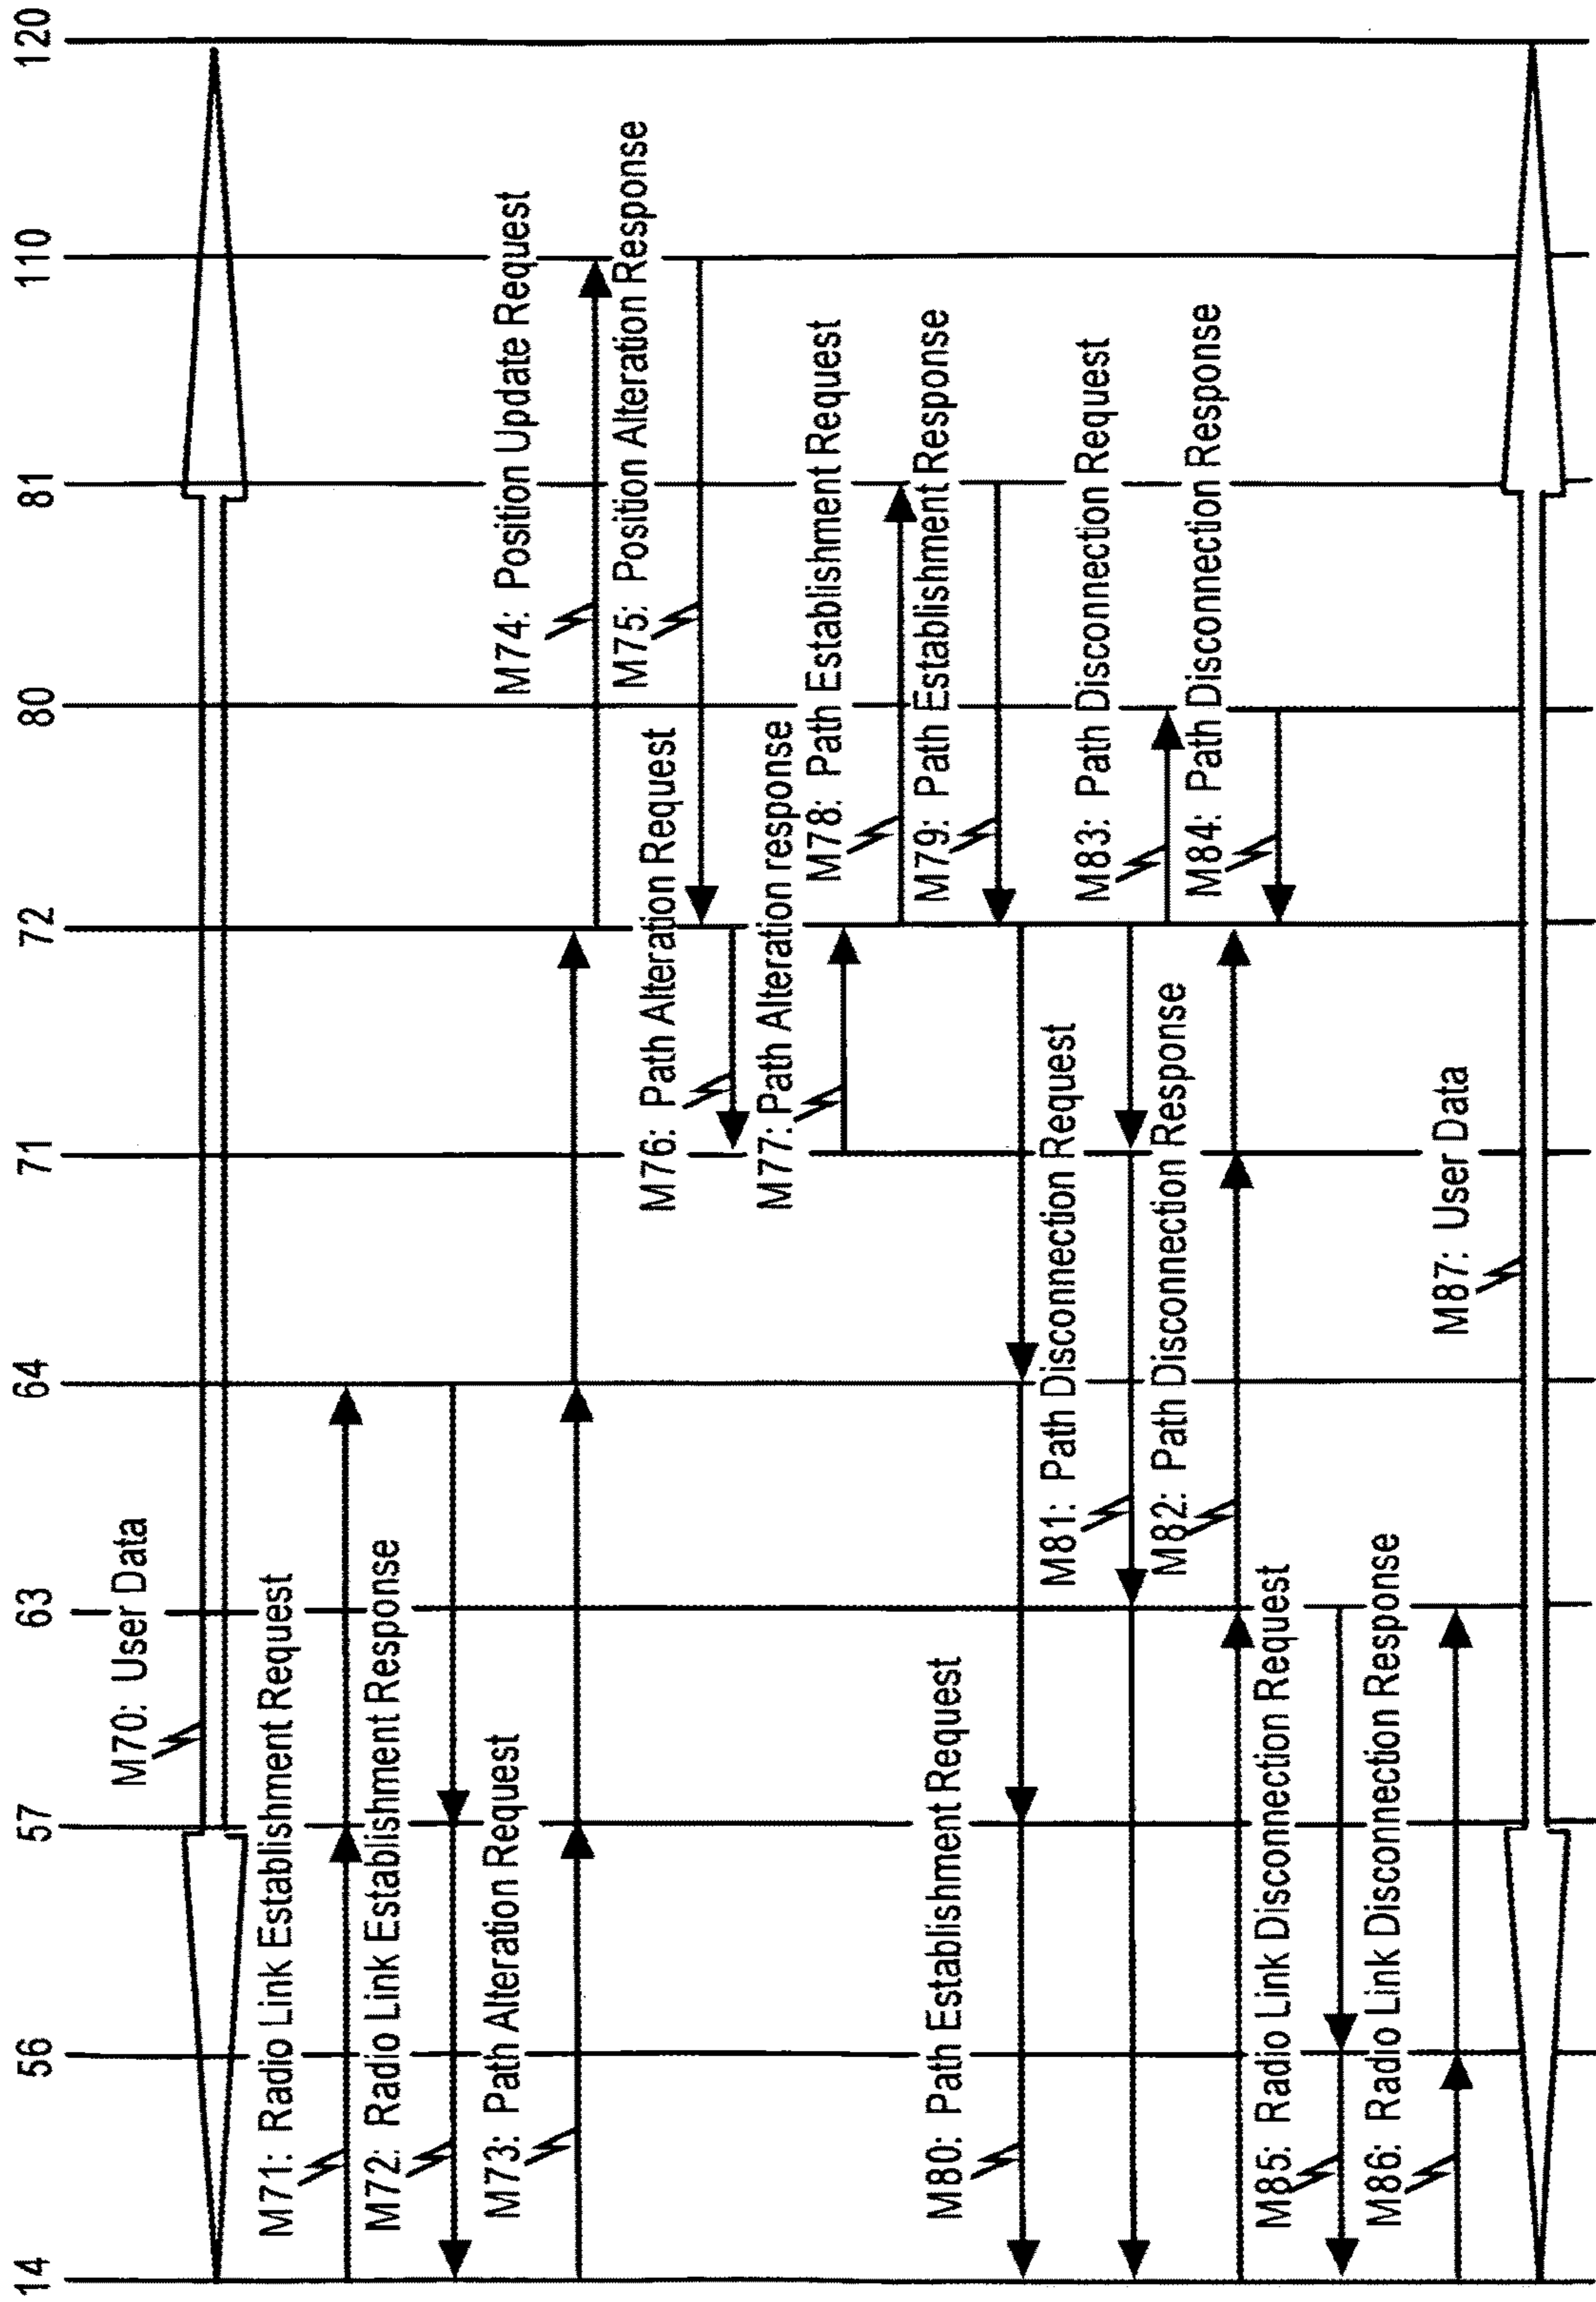 14 56 57 63 64 71 72 80 81 110 120
M70: User Data
M71: Radio Link Establishment Request
M72: Radio Link Establishment Response
M73: Path Alteration Request
M74: Position Update Request
M75: Position Alteration Response
M76: Path Alteration Request
M77: Path Alteration response
M78: Path Establishment Request
M79: Path Establishment Response
M80: Path Establishment Request
M81: Path Disconnection Request
M82: Path Disconnection Response
M83: Path Disconnection Request
M84: Path Disconnection Response
M85: Radio Link Disconnection Request
M86: Radio Link Disconnection Response
M87: User Data